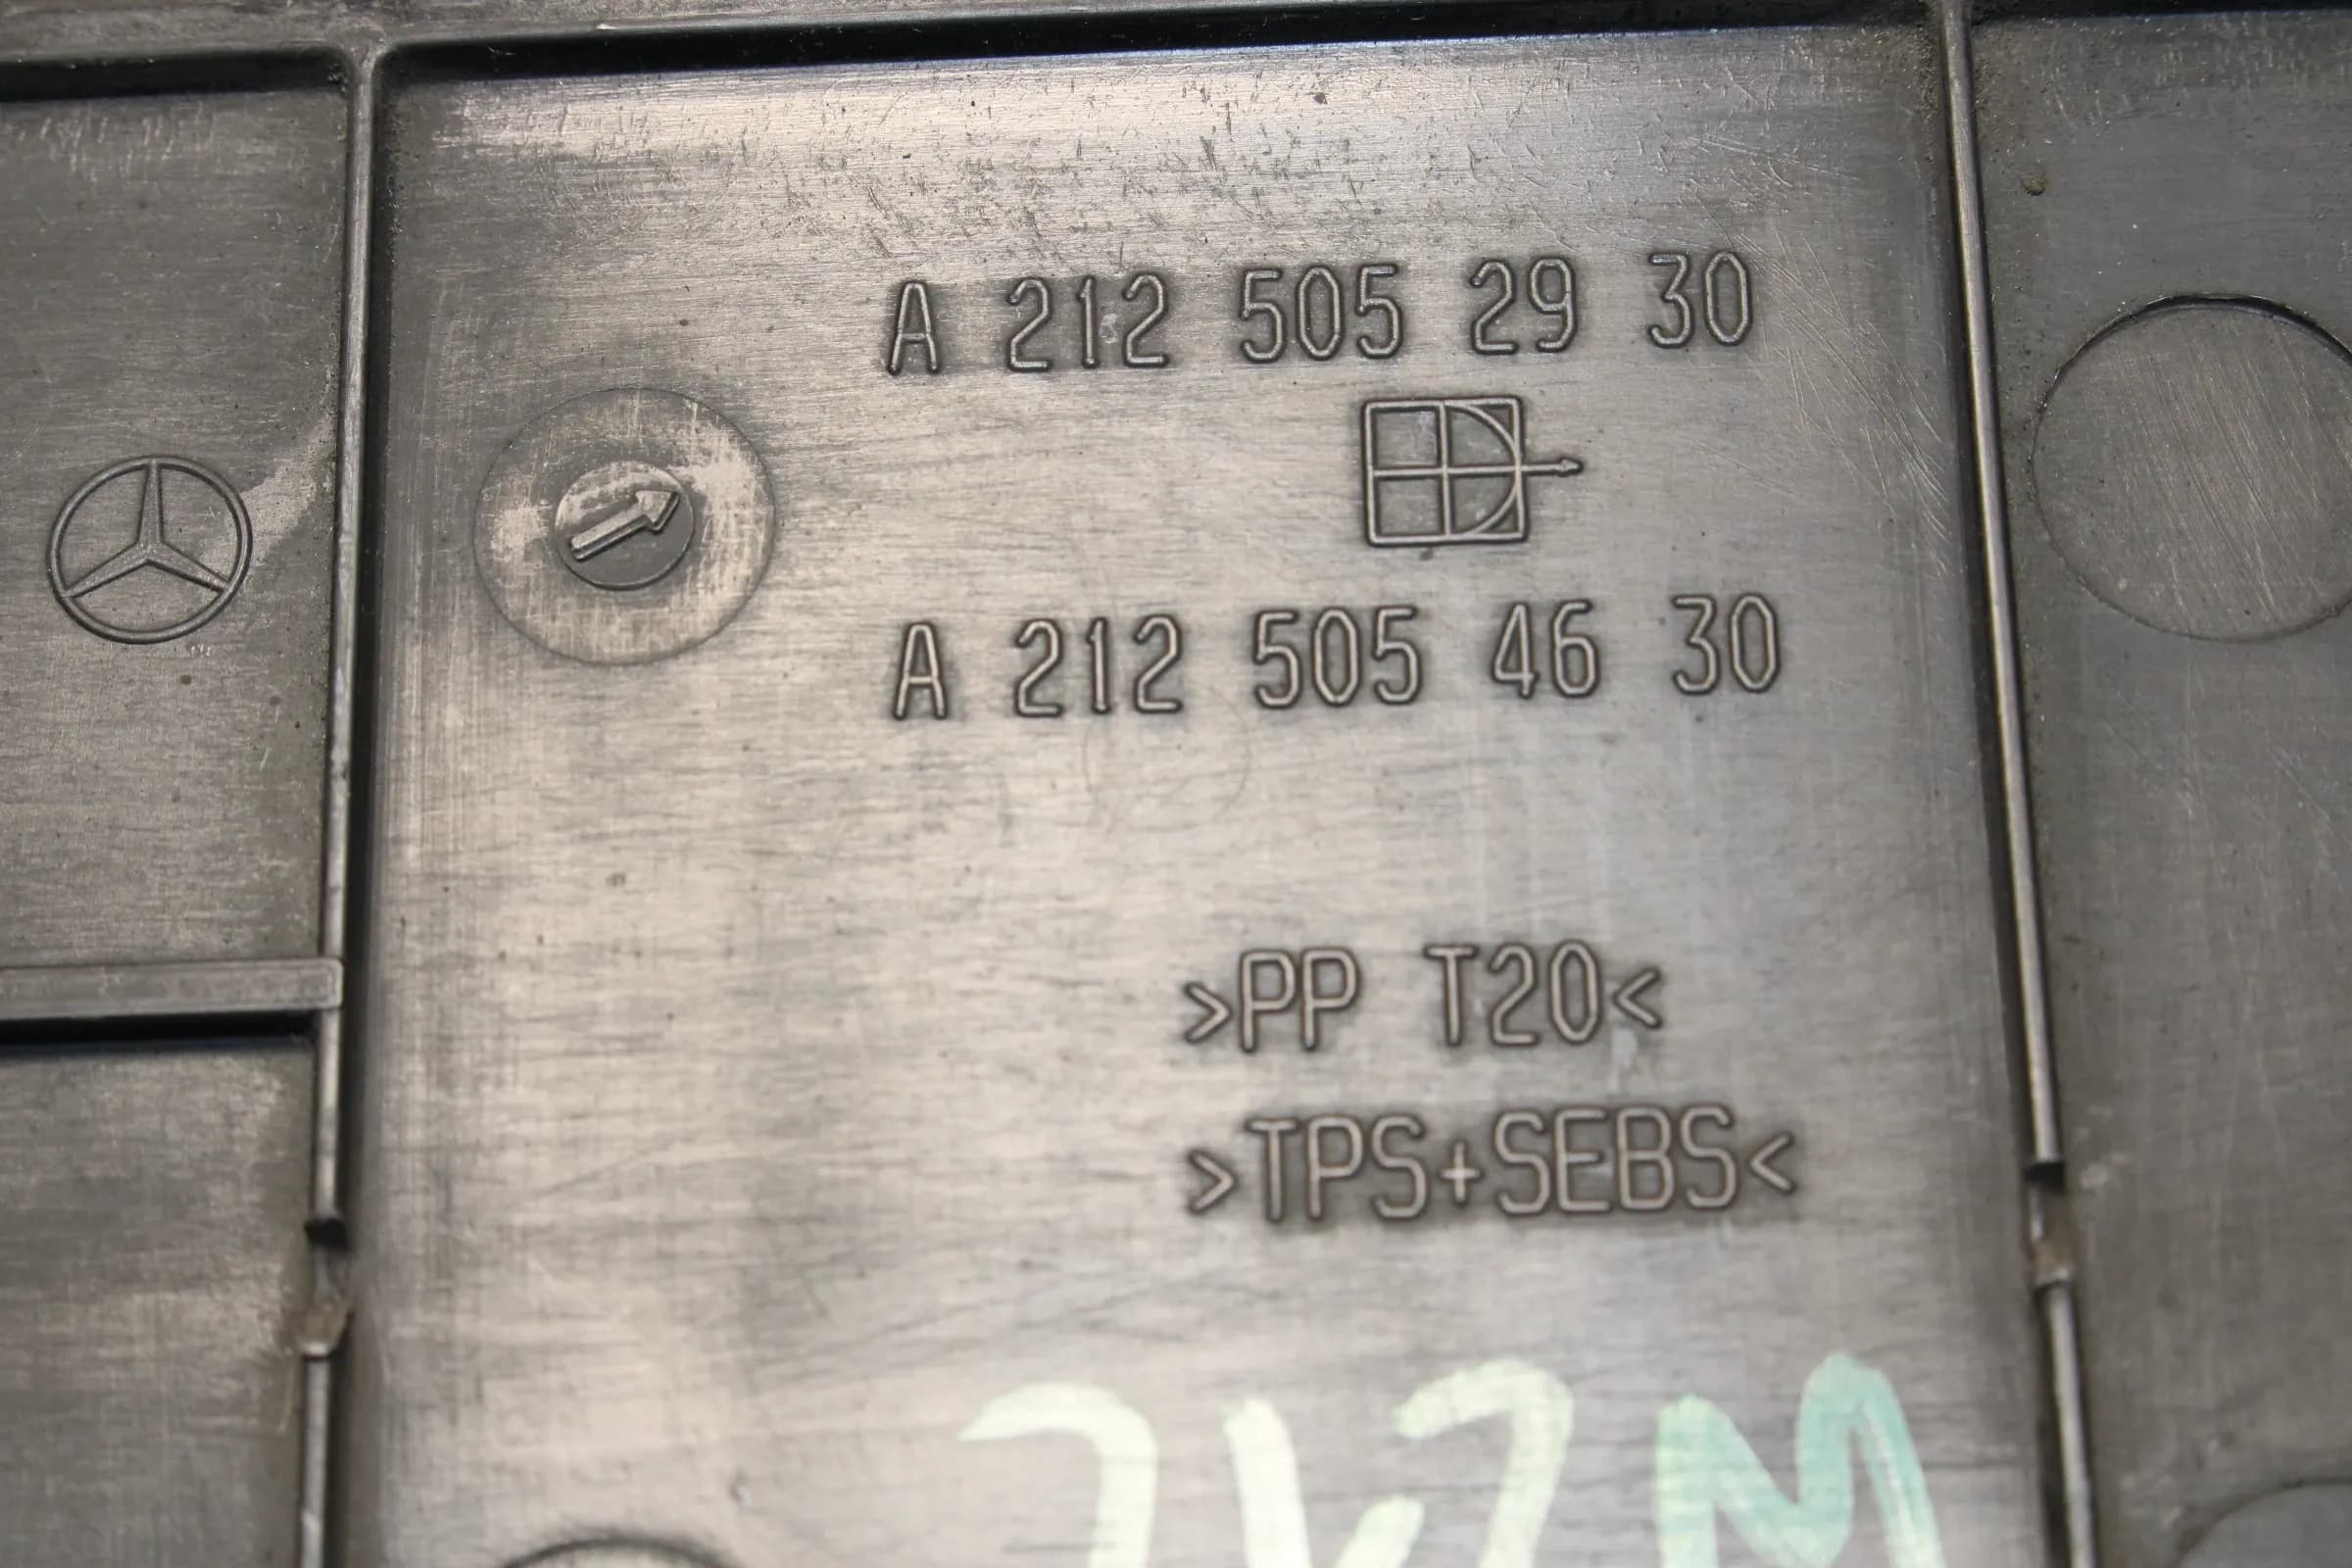 A 212 505 29 30
A 212 505 46 30
>PP T20<
>TPS+SEBS<